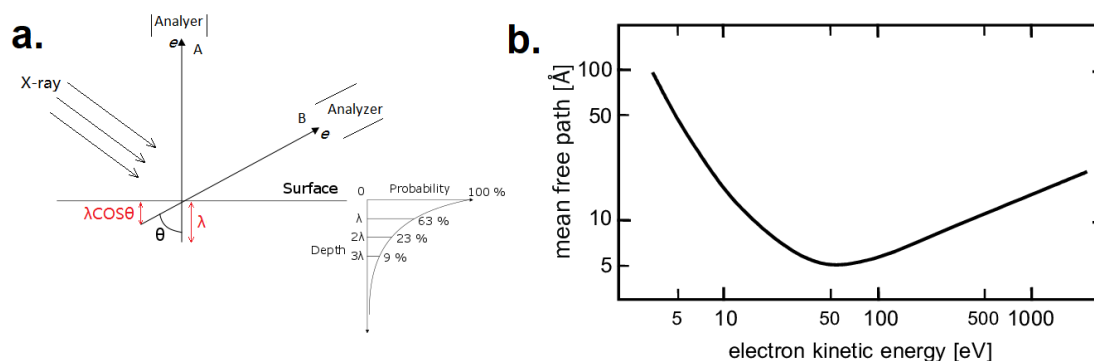 a.
Analyer
e A
X-ray
B
e
Analyzer
Surface
λCOSθ
θ
λ
0 Probability 100 %
λ
63 %
2λ
23 %
Depth 3λ
9 %
b.
mean free path [Å]
100
50
10
5
5 10 50 100 500 1000
electron kinetic energy [eV]